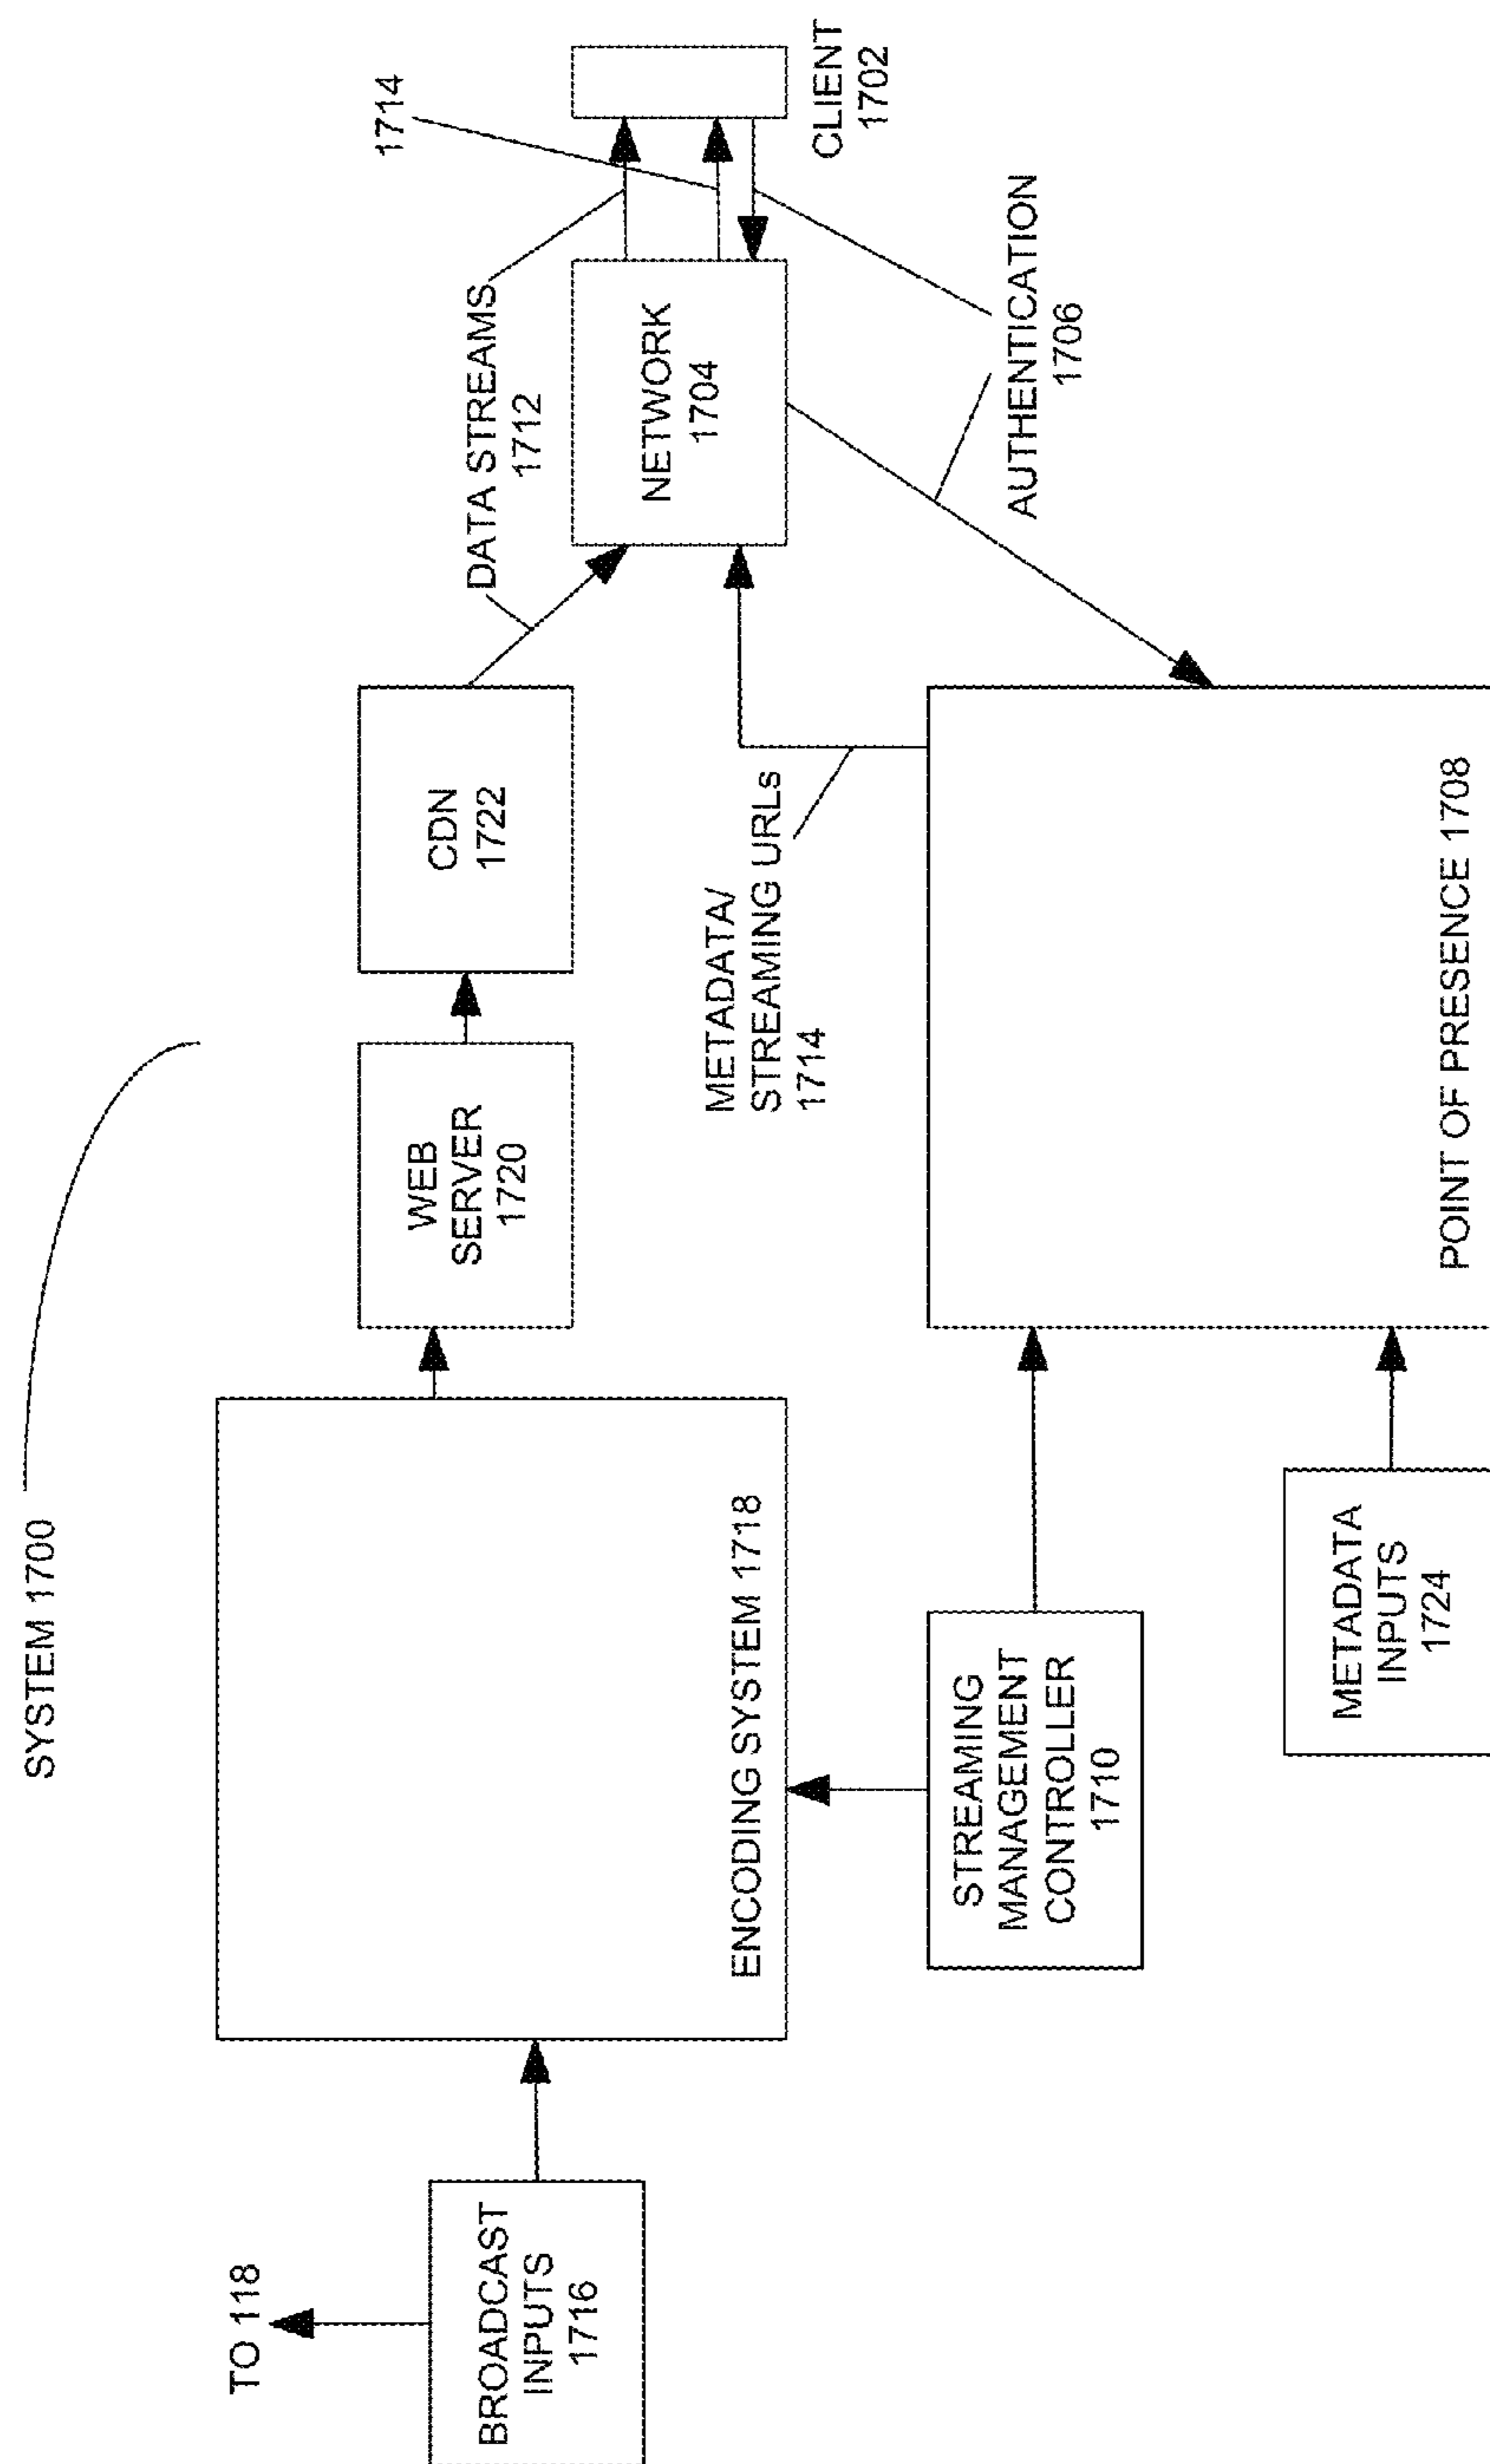 SYSTEM 1700
TO 118
BROADCAST
INPUTS
1716
ENCODING SYSTEM 1718
WEB
SERVER
1720
CDN
1722
DATA STREAMS
1712
1714
NETWORK
1704
CLIENT
1702
METADATA/
STREAMING URLs
1714
AUTHENTICATION
1706
STREAMING
MANAGEMENT
CONTROLLER
1710
METADATA
INPUTS
1724
POINT OF PRESENCE 1708